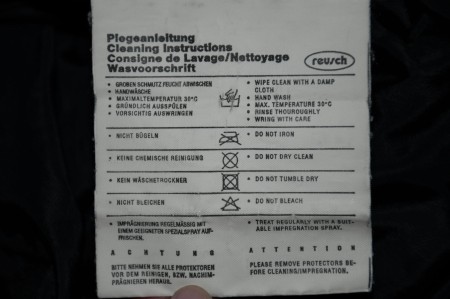 Plegeanleitung
Cleaning Instructions
Consigne de Lavage/Nettoyage
Wasvoorschrift
reusch
• GROBEN SCHMUTZ FEUCHT ABWISCHEN
• HANDWÄSCHE
• MAXIMALTEMPERATUR 30°C
• GRÜNDLICH AUSSPÜLEN
• VORSICHTIG AUSWRINGEN
• WIPE CLEAN WITH A DAMP
CLOTH
• HAND WASH
• MAX. TEMPERATURE 30°C
• RINSE THOUROUGHLY
• WRING WITH CARE
• NICHT BÜGELN
• DO NOT IRON
• KEINE CHEMISCHE REINIGUNG
• DO NOT DRY CLEAN
• KEIN WÄSCHETROCKNER
• DO NOT TUMBLE DRY
• NICHT BLEICHEN
• DO NOT BLEACH
• IMPRÄGNIERUNG REGELMÄSSIG MIT
EINEM GEEIGNETEN SPEZIALSPRAY AUF-
FRISCHEN.
• TREAT REGULARLY WITH A SUIT-
ABLE IMPREGNATION SPRAY.
ACHTUNG
BITTE NEHMEN SIE ALLE PROTEKTOREN
VOR DEM REINIGEN, BZW. NACHIM-
PRÄGNIEREN HERAUS.
ATTENTION
PLEASE REMOVE PROTECTORS BE-
FORE CLEANING/IMPREGNATION.